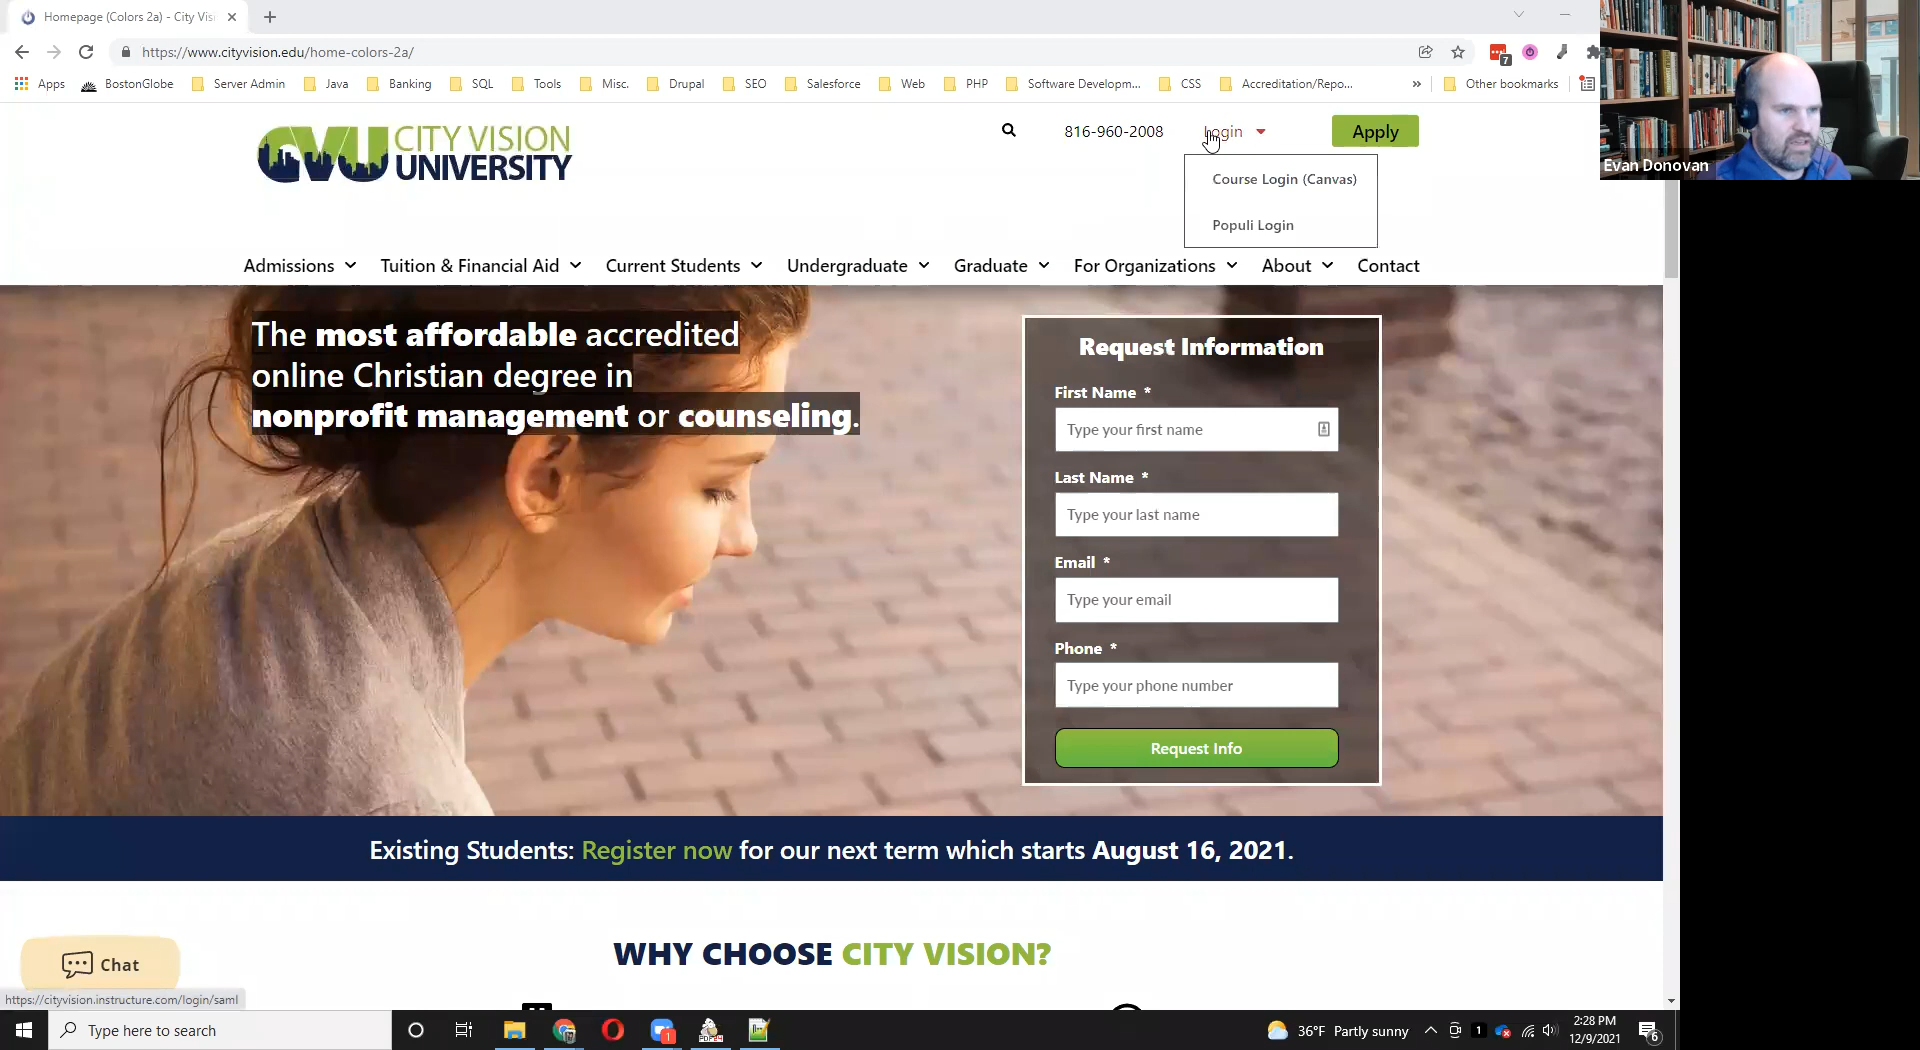 Homepage (Colors 2a) - City Vis
https://www.cityvision.edu/home-colors-2a/
7
Apps BostonGlobe Server Admin Java Banking SQL Tools Misc. Drupal SEO Salesforce Web PHP Software Developm... CSS Accreditation/Repo... » Other bookmarks
Evan Donovan
CVU CITY VISION
UNIVERSITY
816-960-2008 Login Apply
Course Login (Canvas)
Populi Login
Admissions Tuition & Financial Aid Current Students Undergraduate Graduate For Organizations About Contact
The most affordable accredited
online Christian degree in
nonprofit management or counseling.
Request Information
First Name *
Type your first name
Last Name *
Type your last name
Email *
Type your email
Phone *
Type your phone number
Request Info
Existing Students: Register now for our next term which starts August 16, 2021.
WHY CHOOSE CITY VISION?
Chat
https://cityvision.instructure.com/login/saml
Type here to search
1
36°F Partly sunny
1
2:28 PM
12/9/2021
6